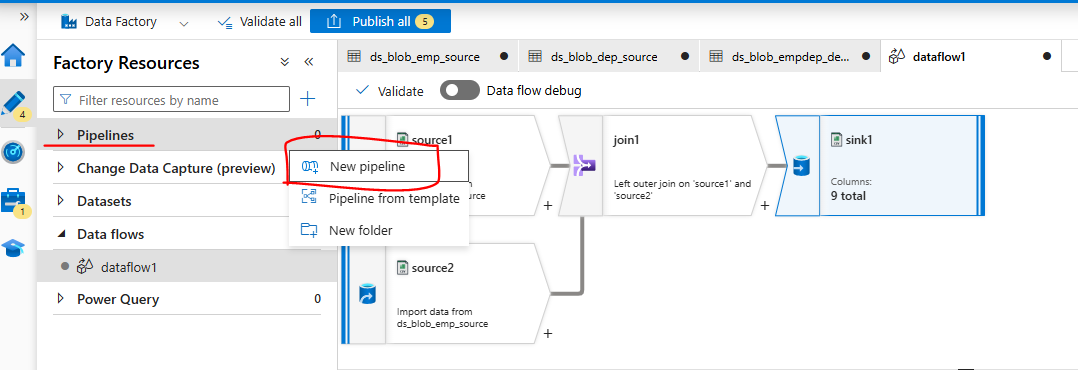 Data Factory
Validate all
Publish all 5
Factory Resources
Filter resources by name
4
Pipelines 0
Change Data Capture (preview)
Datasets
1
Data flows
dataflow1
Power Query 0
New pipeline
Pipeline from template
New folder
ds_blob_emp_source
ds_blob_dep_source
ds_blob_empdep_de...
dataflow1
Validate
Data flow debug
source1
join1
Left outer join on 'source1' and
'source2'
sink1
Columns:
9 total
source2
Import data from
ds_blob_emp_source